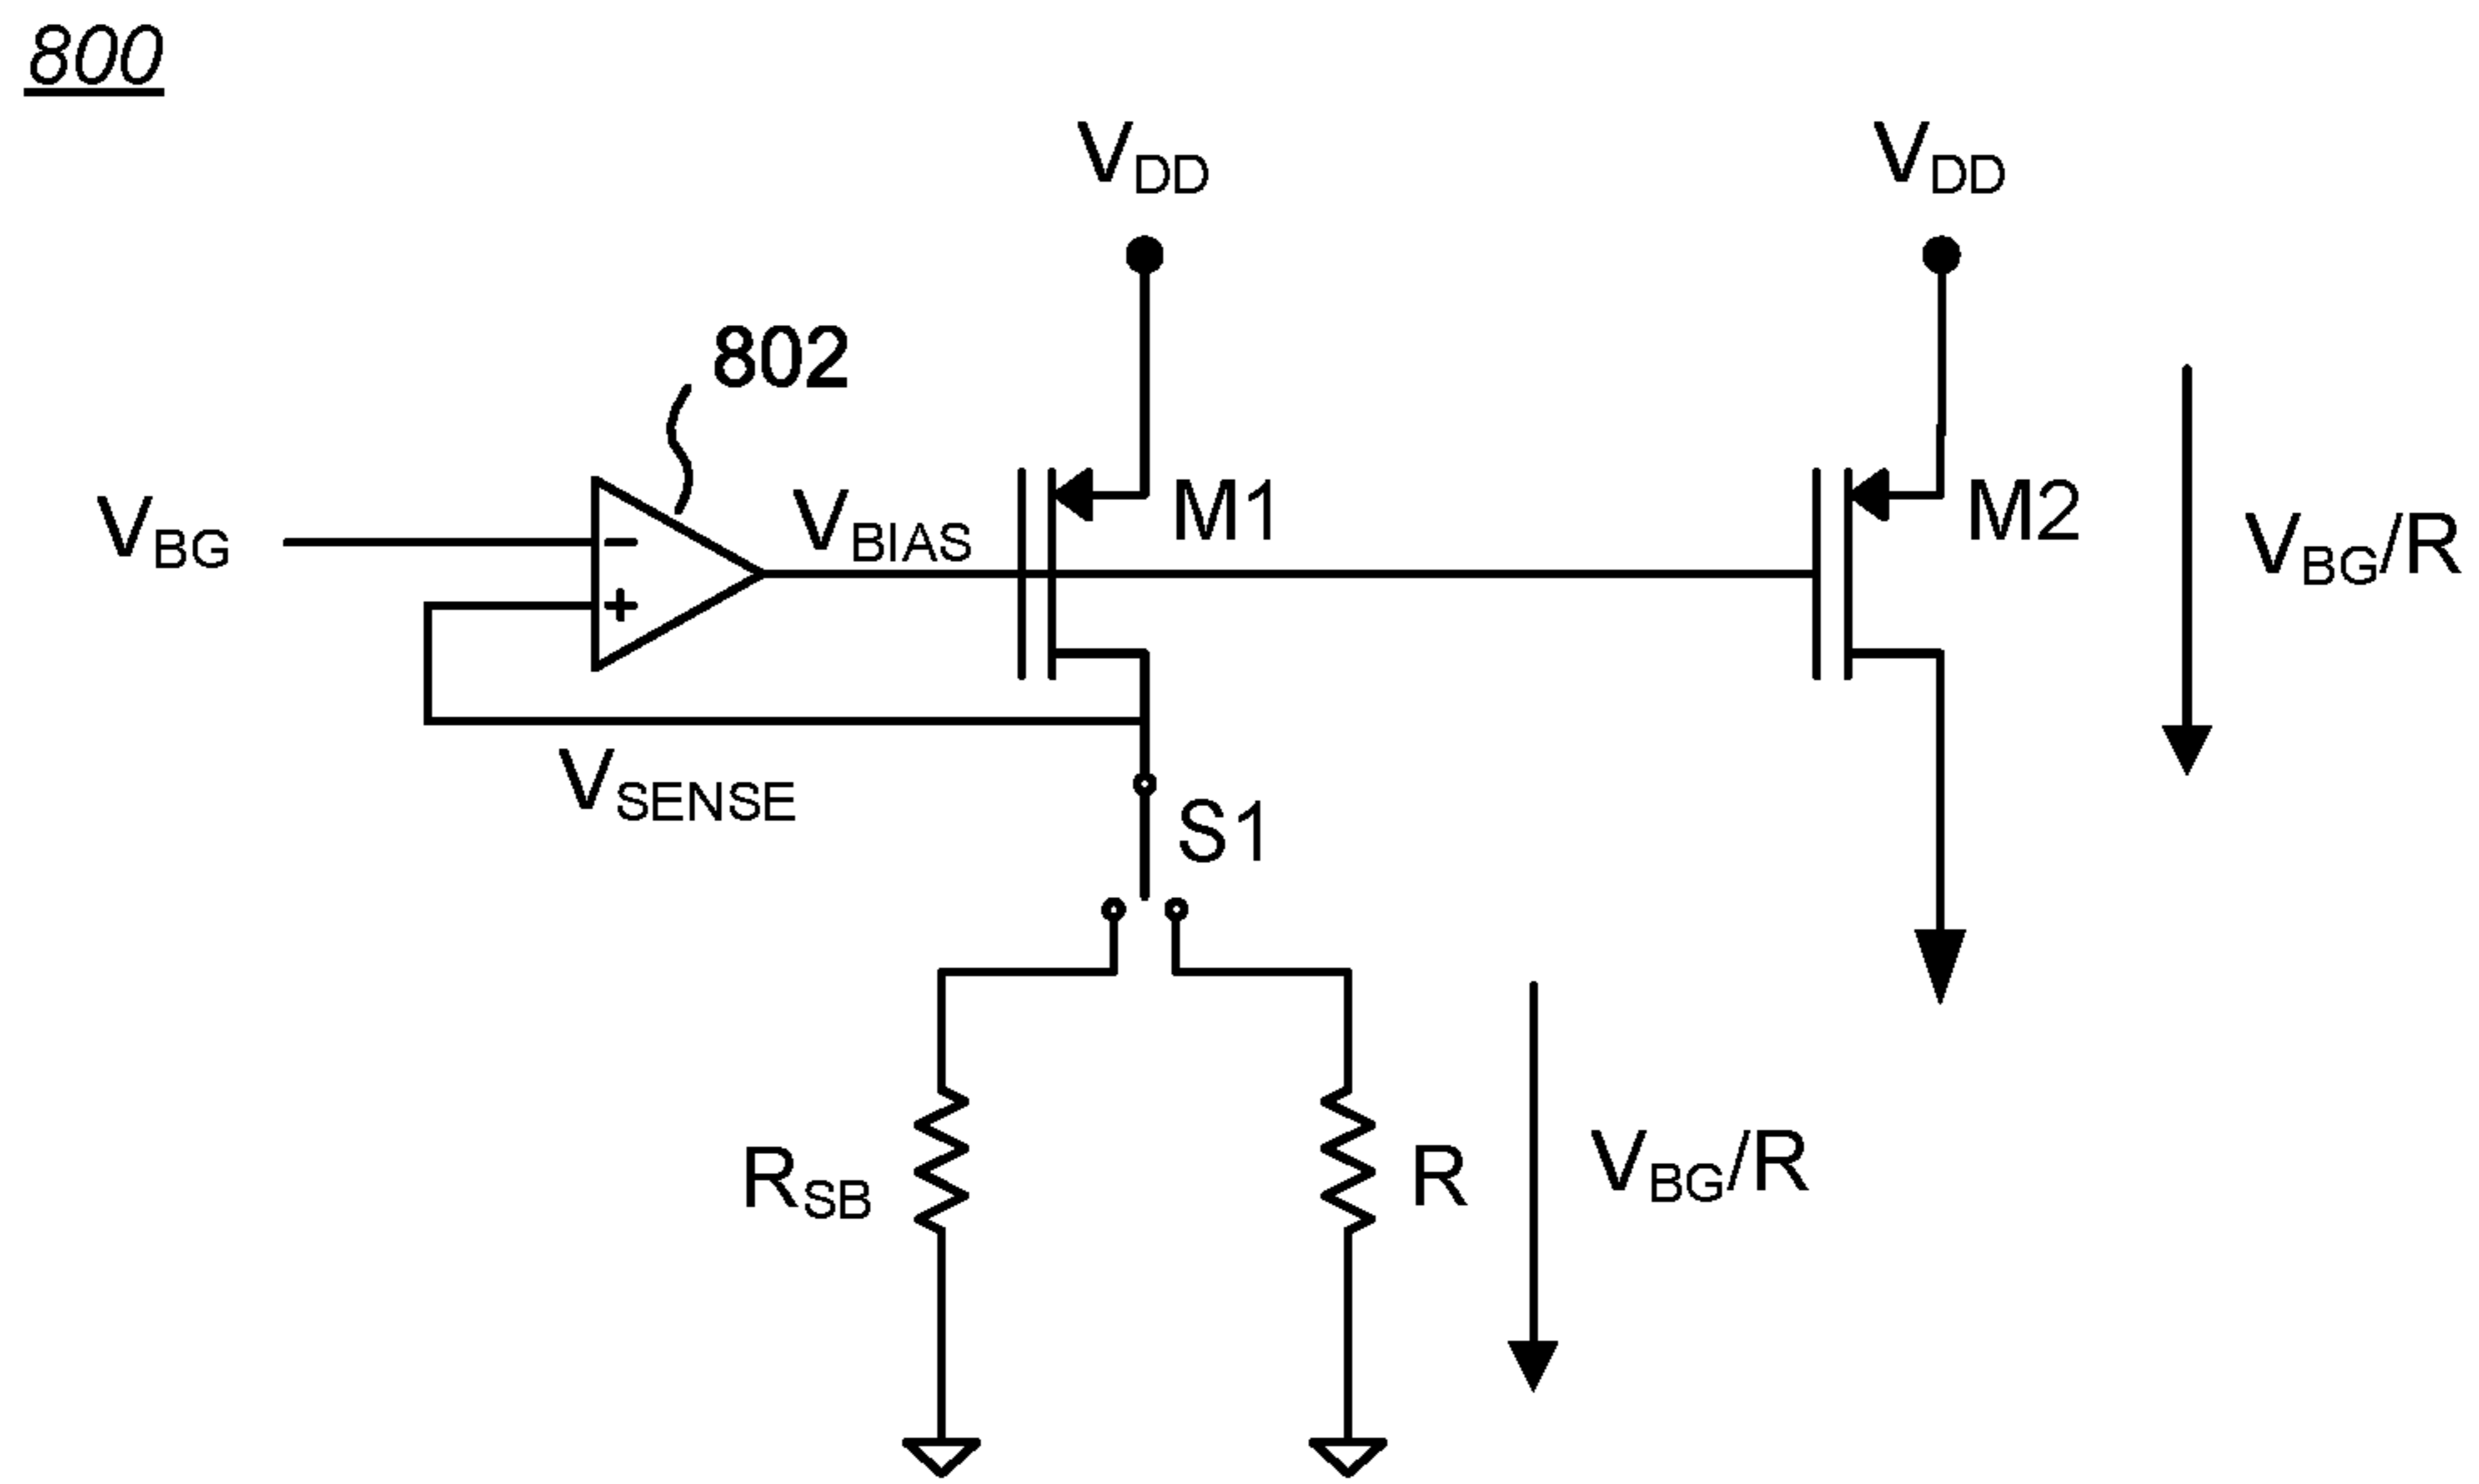 800
VDD
VDD
802
VBG
-
+
VBIAS
M1
M2
VBG/R
VSENSE
S1
RSB
R
VBG/R